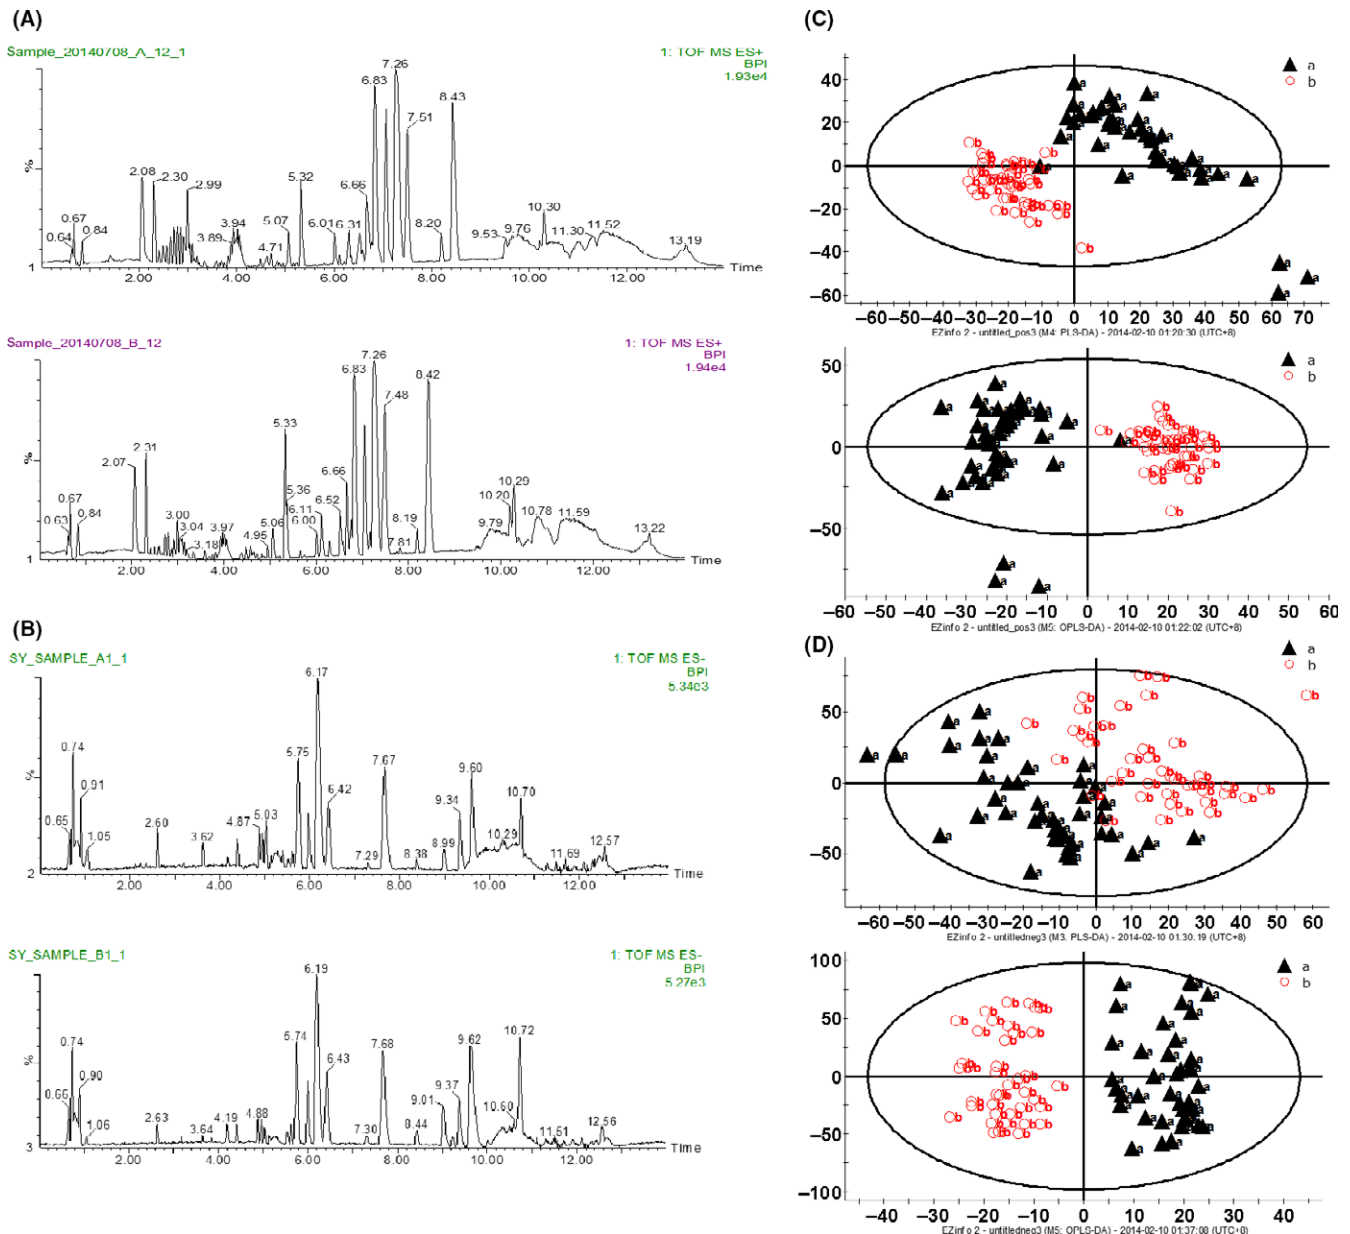 (A)
Sample_20140708_A_12_1
1: TOF MS ES+
BPI
1.93e4
7.26
6.83
8.43
7.51
2.08
2.30
2.99
5.32
6.66
0.67
0.64
0.84
3.89
3.94
4.71
5.07
6.01
6.31
8.20
9.53
9.76
10.30
11.30
11.52
13.19
%
1
2.00 4.00 6.00 8.00 10.00 12.00
Time
Sample_20140708_B_12
1: TOF MS ES+
BPI
1.94e4
7.26
6.83
8.42
7.48
5.33
2.07
2.31
6.66
5.36
6.52
6.11
6.00
0.67
0.63
0.84
3.00
3.04
3.18
3.97
4.95
5.06
7.81
8.19
9.79
10.20
10.29
10.78
11.59
13.22
%
1
2.00 4.00 6.00 8.00 10.00 12.00
Time
(B)
SY_SAMPLE_A1_1
1: TOF MS ES-
BPI
5.34e3
6.17
0.74
5.75
7.67
9.60
0.91
6.42
9.34
10.70
0.65
1.05
2.60
3.62
4.87
5.03
7.29
8.38
8.99
10.29
11.69
12.57
%
2
2.00 4.00 6.00 8.00 10.00 12.00
Time
SY_SAMPLE_B1_1
1: TOF MS ES-
BPI
5.27e3
6.19
0.74
5.74
7.68
9.62
10.72
6.43
0.90
0.66
1.06
2.63
3.64
4.19
4.88
7.30
8.44
9.01
9.37
10.60
11.51
12.56
%
3
2.00 4.00 6.00 8.00 10.00 12.00
Time
(C)
a
b
40
20
0
−20
−40
−60
−60 −50 −40 −30 −20 −10 0 10 20 30 40 50 60 70
EZinfo 2 - untitled_pos3 (M4: PLS-DA) - 2014-02-10 01:20:30 (UTC+8)
a
b
50
0
−50
−60 −50 −40 −30 −20 −10 0 10 20 30 40 50 60
EZinfo 2 - untitled_pos3 (M5: OPLS-DA) - 2014-02-10 01:22:02 (UTC+8)
(D)
a
b
50
0
−50
−60 −50 −40 −30 −20 −10 0 10 20 30 40 50 60
EZinfo 2 - untitledneg3 (M3: PLS-DA) - 2014-02-10 01:30:19 (UTC+8)
a
b
100
50
0
−50
−100
−40 −30 −20 −10 0 10 20 30 40
EZinfo 2 - untitledneg3 (M5: OPLS-DA) - 2014-02-10 01:37:08 (UTC+8)